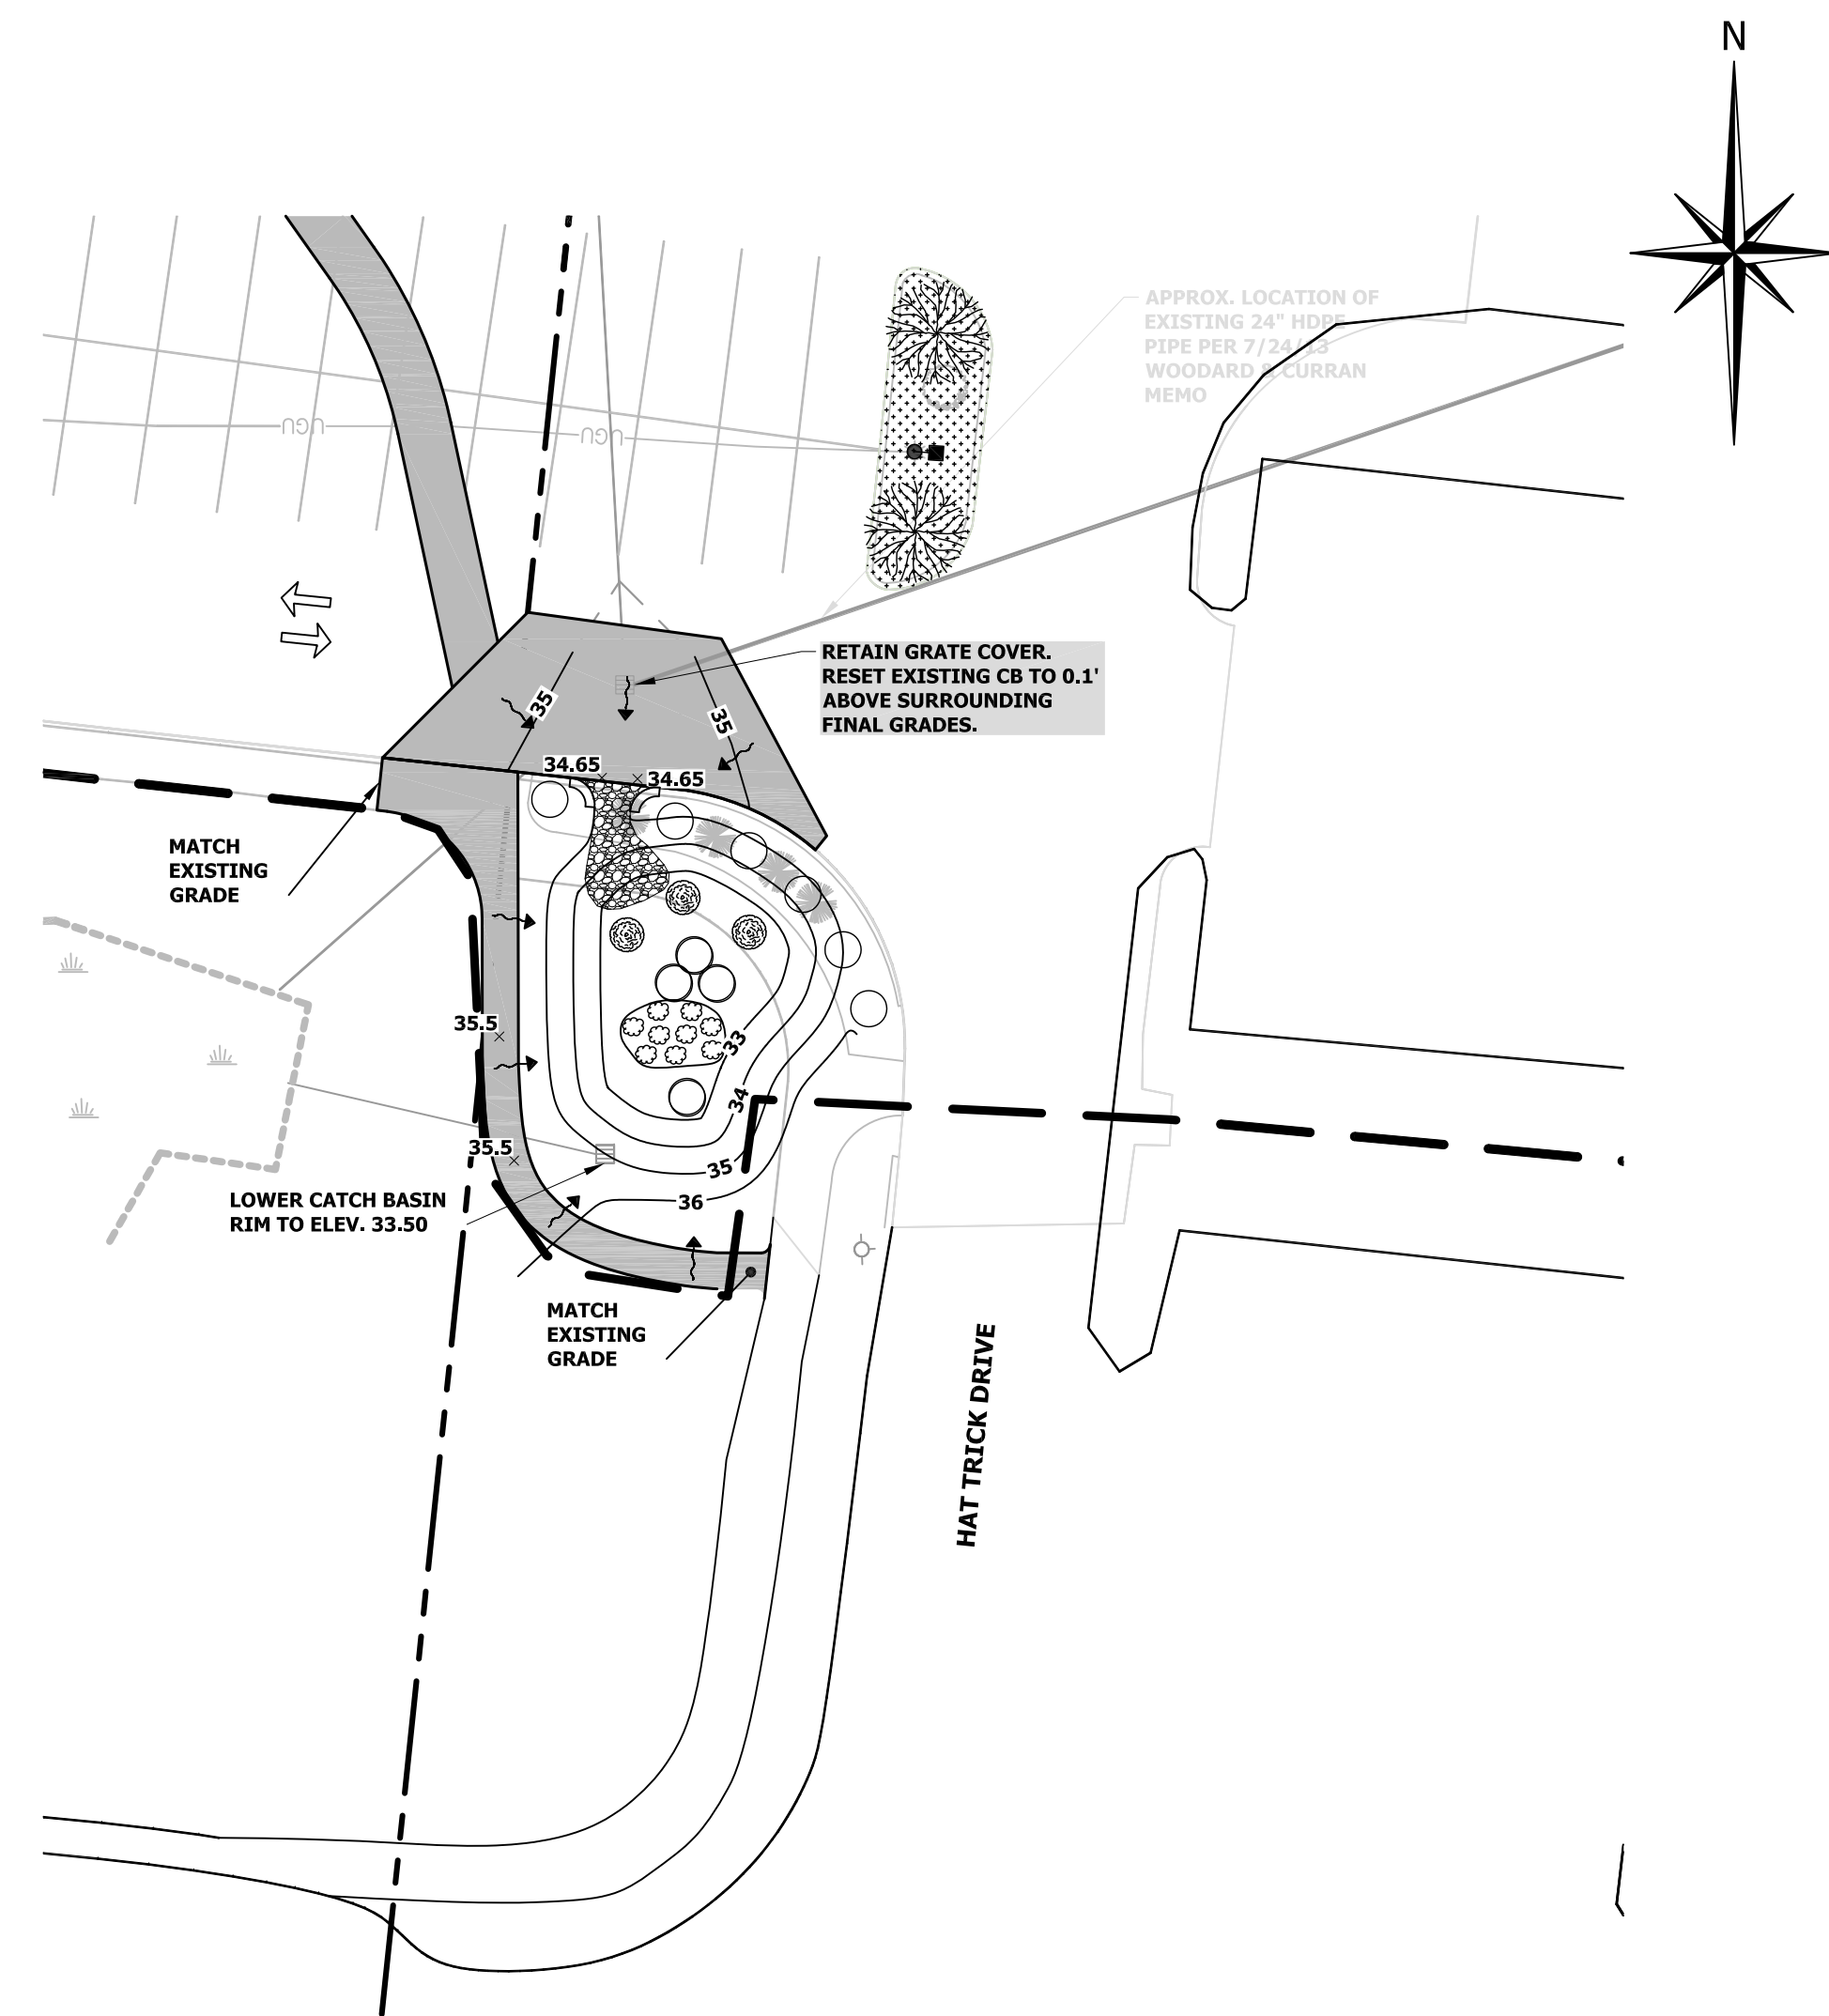 N
APPROX. LOCATION OF
EXISTING 24" HDPE
PIPE PER 7/24/13
WOODARD & CURRAN
MEMO
UGU
UGU
RETAIN GRATE COVER.
RESET EXISTING CB TO 0.1'
ABOVE SURROUNDING
FINAL GRADES.
35
35
34.65
34.65
MATCH
EXISTING
GRADE
35.5
33
34
35.5
35
36
LOWER CATCH BASIN
RIM TO ELEV. 33.50
MATCH
EXISTING
GRADE
HAT TRICK DRIVE